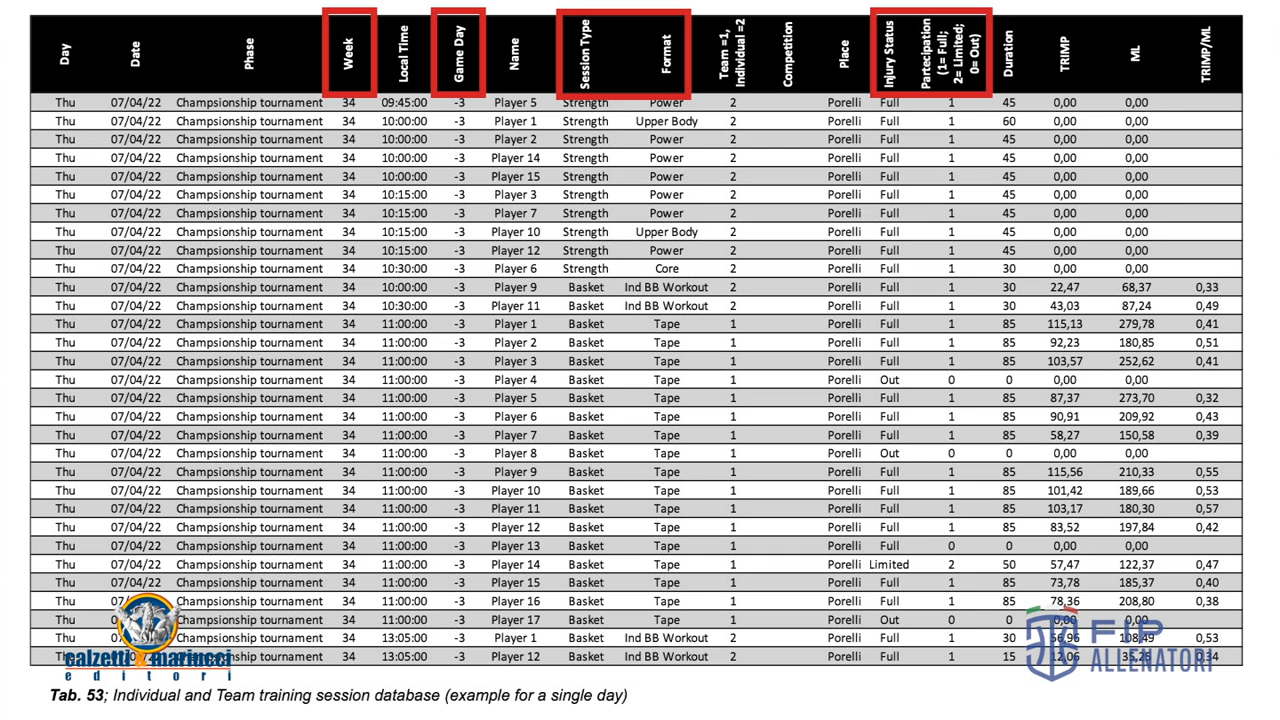 Day Date Phase Week Local Time Game Day Name Session Type Format Team =1, Individual =2 Competition Place Injury Status Partecipation (1= Full; 2= Limited; 0= Out) Duration TRIMP ML TRIMP/ML
Thu 07/04/22 Champsionship tournament 34 09:45:00 -3 Player 5 Strength Power 2 Porelli Full 1 45 0,00 0,00
Thu 07/04/22 Champsionship tournament 34 10:00:00 -3 Player 1 Strength Upper Body 2 Porelli Full 1 60 0,00 0,00
Thu 07/04/22 Champsionship tournament 34 10:00:00 -3 Player 2 Strength Power 2 Porelli Full 1 45 0,00 0,00
Thu 07/04/22 Champsionship tournament 34 10:00:00 -3 Player 14 Strength Power 2 Porelli Full 1 45 0,00 0,00
Thu 07/04/22 Champsionship tournament 34 10:00:00 -3 Player 15 Strength Power 2 Porelli Full 1 45 0,00 0,00
Thu 07/04/22 Champsionship tournament 34 10:15:00 -3 Player 3 Strength Power 2 Porelli Full 1 45 0,00 0,00
Thu 07/04/22 Champsionship tournament 34 10:15:00 -3 Player 7 Strength Power 2 Porelli Full 1 45 0,00 0,00
Thu 07/04/22 Champsionship tournament 34 10:15:00 -3 Player 10 Strength Upper Body 2 Porelli Full 1 45 0,00 0,00
Thu 07/04/22 Champsionship tournament 34 10:15:00 -3 Player 12 Strength Power 2 Porelli Full 1 45 0,00 0,00
Thu 07/04/22 Champsionship tournament 34 10:30:00 -3 Player 6 Strength Core 2 Porelli Full 1 30 0,00 0,00
Thu 07/04/22 Champsionship tournament 34 10:00:00 -3 Player 9 Basket Ind BB Workout 2 Porelli Full 1 30 22,47 68,37 0,33
Thu 07/04/22 Champsionship tournament 34 10:30:00 -3 Player 11 Basket Ind BB Workout 2 Porelli Full 1 30 43,03 87,24 0,49
Thu 07/04/22 Champsionship tournament 34 11:00:00 -3 Player 1 Basket Tape 1 Porelli Full 1 85 115,13 279,78 0,41
Thu 07/04/22 Champsionship tournament 34 11:00:00 -3 Player 2 Basket Tape 1 Porelli Full 1 85 92,23 180,85 0,51
Thu 07/04/22 Champsionship tournament 34 11:00:00 -3 Player 3 Basket Tape 1 Porelli Full 1 85 103,57 252,62 0,41
Thu 07/04/22 Champsionship tournament 34 11:00:00 -3 Player 4 Basket Tape 1 Porelli Out 0 0 0,00 0,00
Thu 07/04/22 Champsionship tournament 34 11:00:00 -3 Player 5 Basket Tape 1 Porelli Full 1 85 87,37 273,70 0,32
Thu 07/04/22 Champsionship tournament 34 11:00:00 -3 Player 6 Basket Tape 1 Porelli Full 1 85 90,91 209,92 0,43
Thu 07/04/22 Champsionship tournament 34 11:00:00 -3 Player 7 Basket Tape 1 Porelli Full 1 85 58,27 150,58 0,39
Thu 07/04/22 Champsionship tournament 34 11:00:00 -3 Player 8 Basket Tape 1 Porelli Out 0 0 0,00 0,00
Thu 07/04/22 Champsionship tournament 34 11:00:00 -3 Player 9 Basket Tape 1 Porelli Full 1 85 115,56 210,33 0,55
Thu 07/04/22 Champsionship tournament 34 11:00:00 -3 Player 10 Basket Tape 1 Porelli Full 1 85 101,42 189,66 0,53
Thu 07/04/22 Champsionship tournament 34 11:00:00 -3 Player 11 Basket Tape 1 Porelli Full 1 85 103,17 180,30 0,57
Thu 07/04/22 Champsionship tournament 34 11:00:00 -3 Player 12 Basket Tape 1 Porelli Full 1 85 83,52 197,84 0,42
Thu 07/04/22 Champsionship tournament 34 11:00:00 -3 Player 13 Basket Tape 1 Porelli Full 0 0 0,00 0,00
Thu 07/04/22 Champsionship tournament 34 11:00:00 -3 Player 14 Basket Tape 1 Porelli Limited 2 50 57,47 122,37 0,47
Thu 07/04/22 Champsionship tournament 34 11:00:00 -3 Player 15 Basket Tape 1 Porelli Full 1 85 73,78 185,37 0,40
Thu Champsionship tournament 34 11:00:00 -3 Player 16 Basket Tape 1 Porelli Full 1 85 78,36 208,80 0,38
Thu Champsionship tournament 34 11:00:00 -3 Player 17 Basket Tape 1 Porelli Out 0 0 0,00 0,00
Thu Champsionship tournament 34 13:05:00 -3 Player 1 Basket Ind BB Workout 2 Porelli Full 1 30 56,96 108,49 0,53
Champsionship tournament 34 13:05:00 -3 Player 12 Basket Ind BB Workout 2 Porelli Full 1 15 12,06
calzetti & mariucci
editori
FIP
ALLENATORI
Tab. 53; Individual and Team training session database (example for a single day)